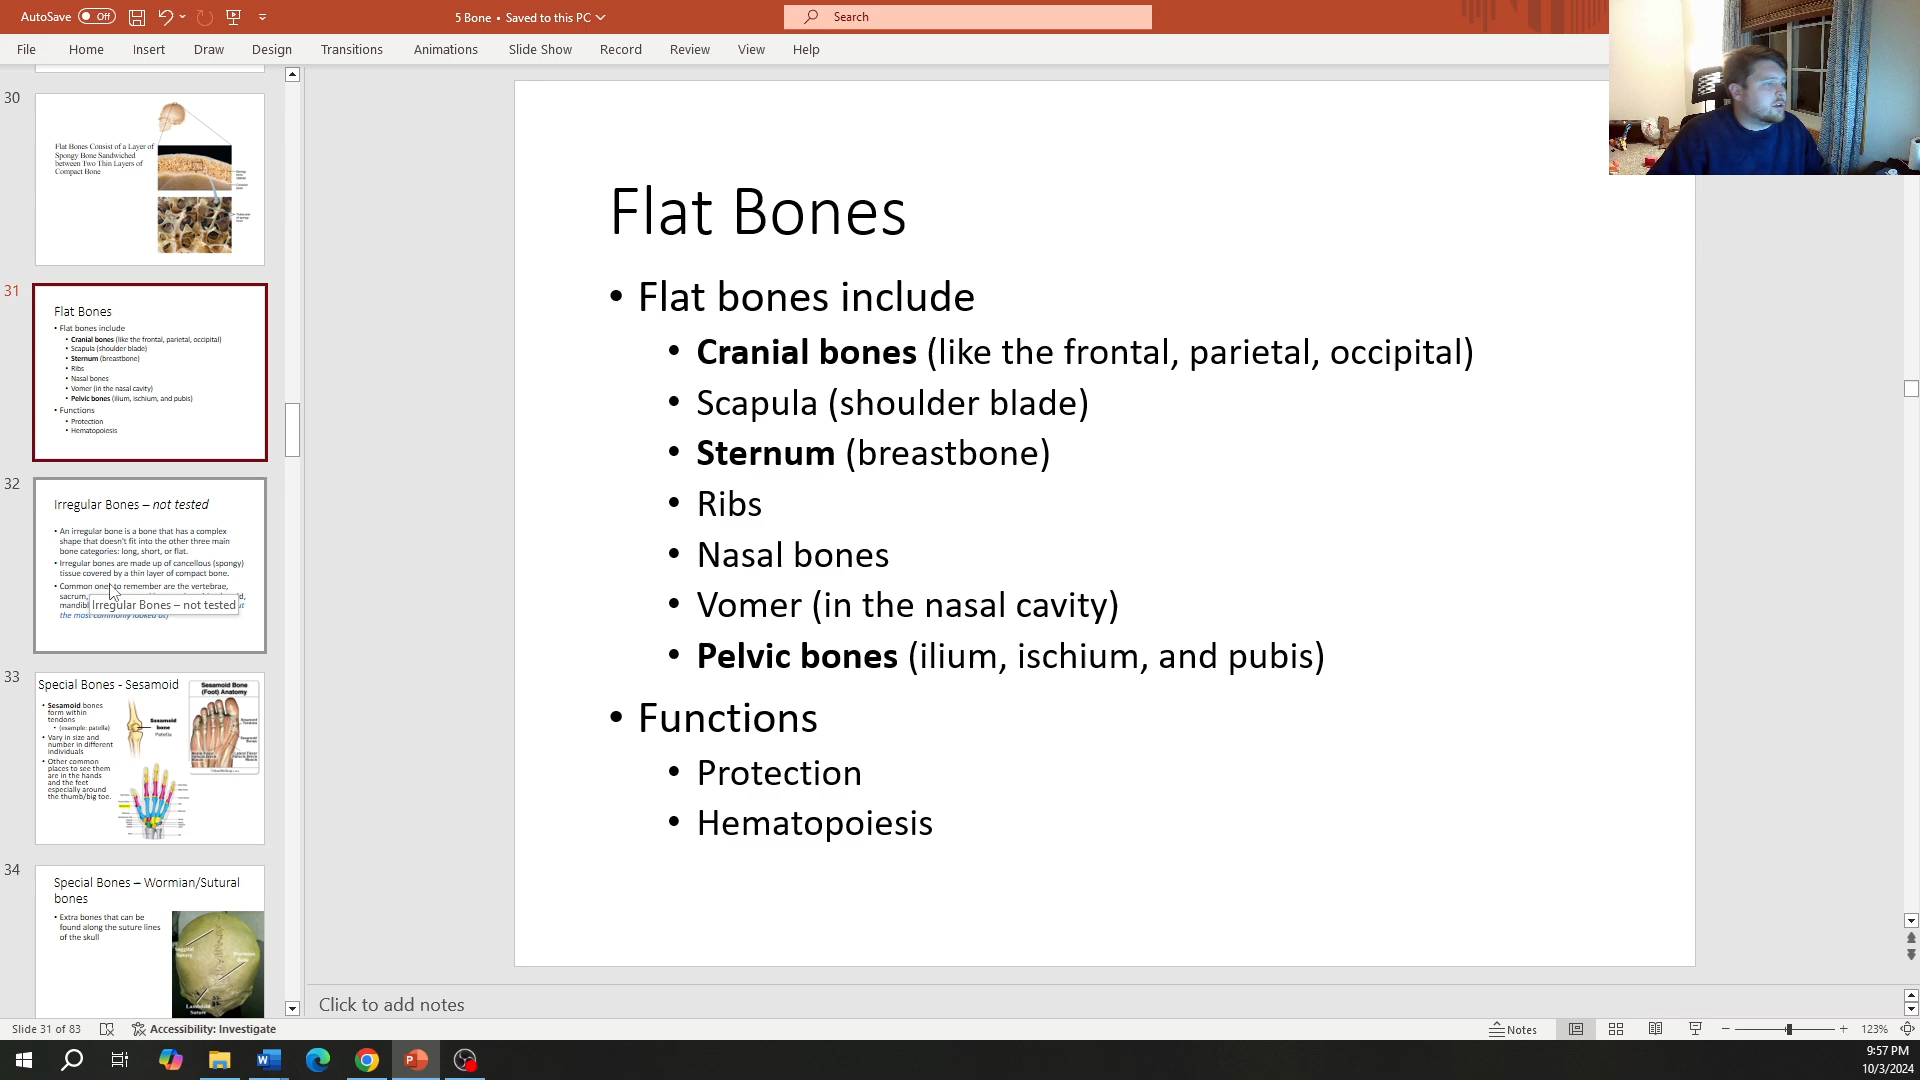 AutoSave Off
5 Bone • Saved to this PC
Search
File Home Insert Draw Design Transitions Animations Slide Show Record Review View Help
30
Flat Bones Consist of a Layer of
Spongy Bone Sandwiched
between Two Thin Layers of
Compact Bone
31
Flat Bones
• Flat bones include
• Cranial bones (like the frontal, parietal, occipital)
• Scapula (shoulder blade)
• Sternum (breastbone)
• Ribs
• Nasal bones
• Vomer (in the nasal cavity)
• Pelvic bones (ilium, ischium, and pubis)
• Functions
• Protection
• Hematopoiesis
32
Irregular Bones – not tested
• An irregular bone is a bone that has a complex
shape that doesn't fit into the other three main
bone categories: long, short, or flat.
• Irregular bones are made up of cancellous (spongy)
tissue covered by a thin layer of compact bone.
• Common ones to remember are the vertebrae,
sacrum,
Irregular Bones – not tested
the most commonly looked at)
33
Special Bones - Sesamoid
• Sesamoid bones
form within
tendons
• (example: patella)
• Vary in size and
number in different
individuals
• Other common
places to see them
are in the hands
and the feet
especially around
the thumb/big toe.
Sesamoid
bone
Patella
Sesamoid Bone
(Foot) Anatomy
34
Special Bones – Wormian/Sutural
bones
• Extra bones that can be
found along the suture lines
of the skull
Sagittal
Suture
Wormian
Bone
Lambdoid
Suture
Flat Bones
• Flat bones include
• Cranial bones (like the frontal, parietal, occipital)
• Scapula (shoulder blade)
• Sternum (breastbone)
• Ribs
• Nasal bones
• Vomer (in the nasal cavity)
• Pelvic bones (ilium, ischium, and pubis)
• Functions
• Protection
• Hematopoiesis
Click to add notes
Slide 31 of 83 Accessibility: Investigate
Notes 123%
9:57 PM
10/3/2024